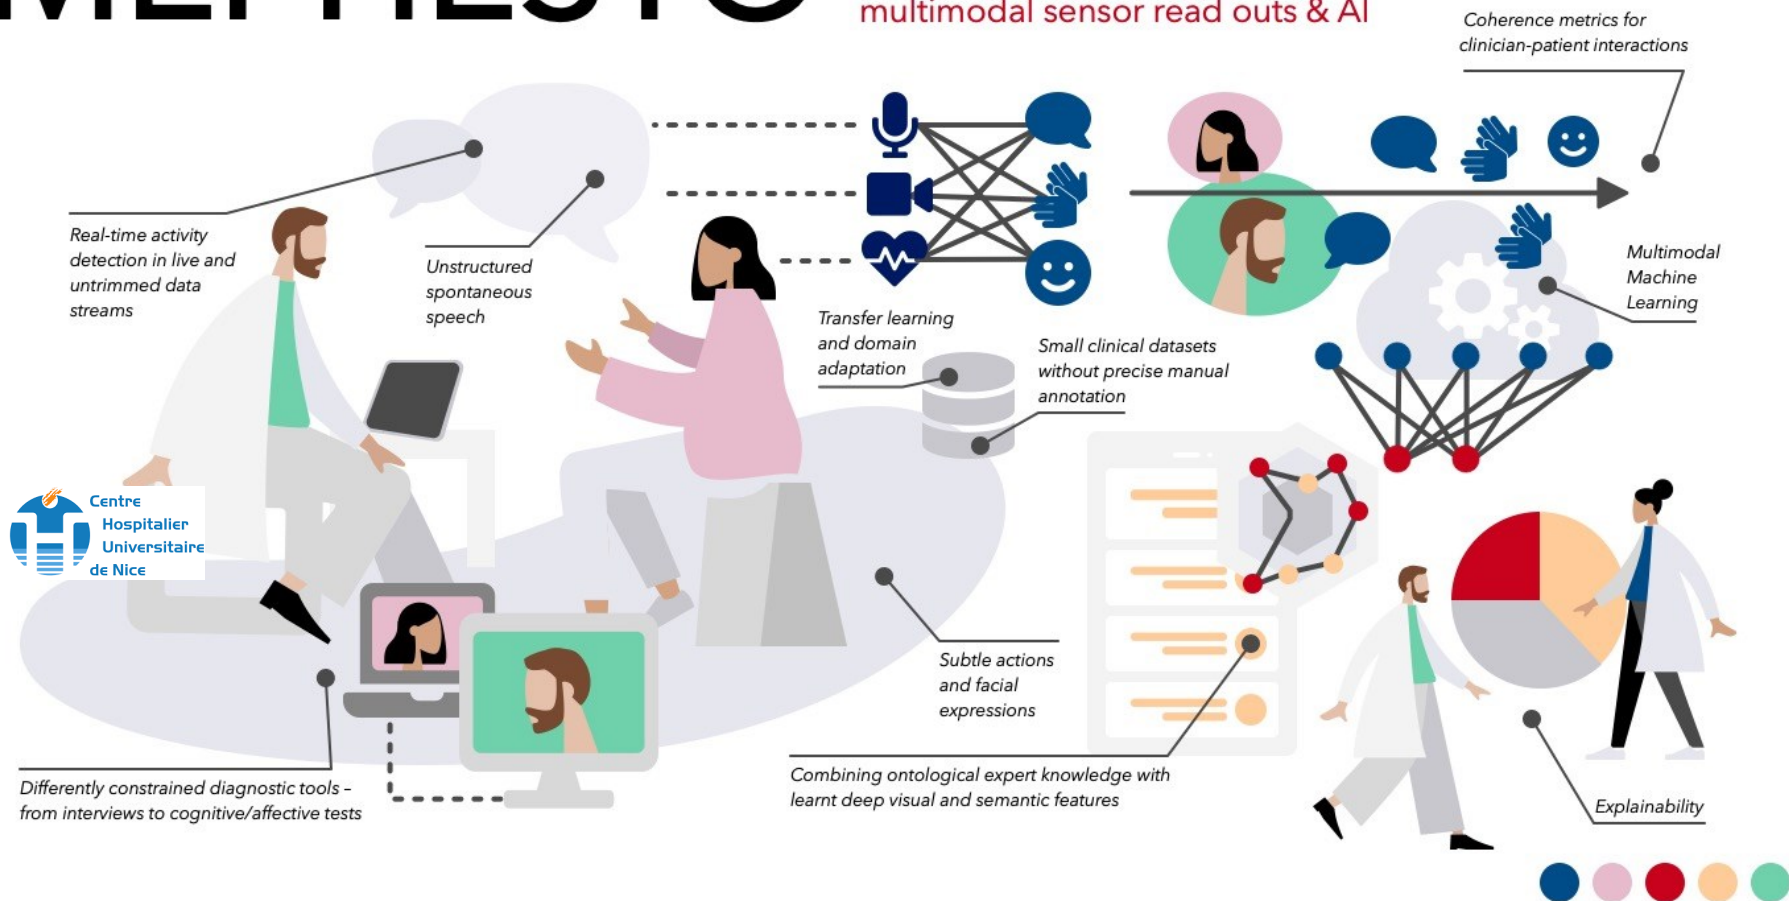 multimodal sensor read outs & AI
Coherence metrics for
clinician-patient interactions
Real-time activity
detection in live and
untrimmed data
streams
Unstructured
spontaneous
speech
Transfer learning
and domain
adaptation
Small clinical datasets
without precise manual
annotation
Multimodal
Machine
Learning
Centre
Hospitalier
Universitaire
de Nice
Subtle actions
and facial
expressions
Differently constrained diagnostic tools –
from interviews to cognitive/affective tests
Combining ontological expert knowledge with
learnt deep visual and semantic features
Explainability